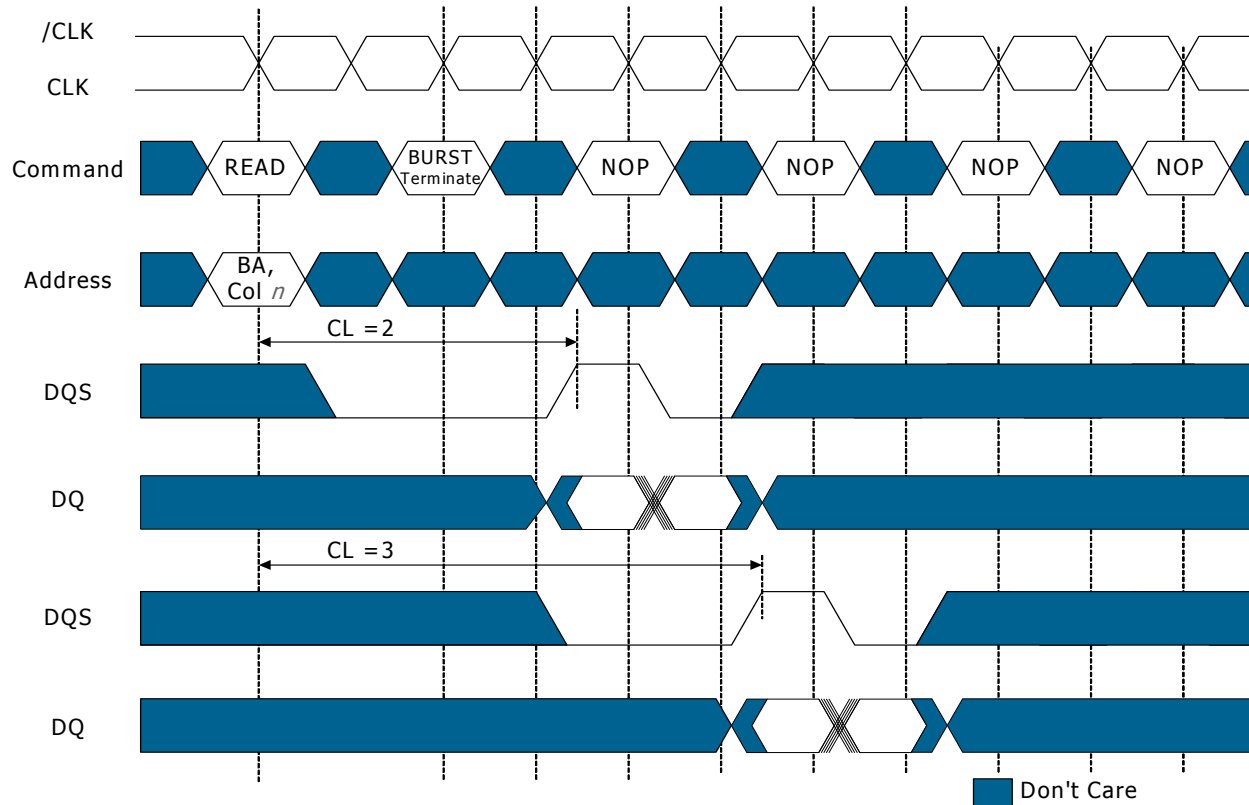 /CLK
CLK
Command READ BURST Terminate NOP NOP NOP NOP
Address BA, Col n
CL =2
DQS
DQ
CL =3
DQS
DQ
Don't Care